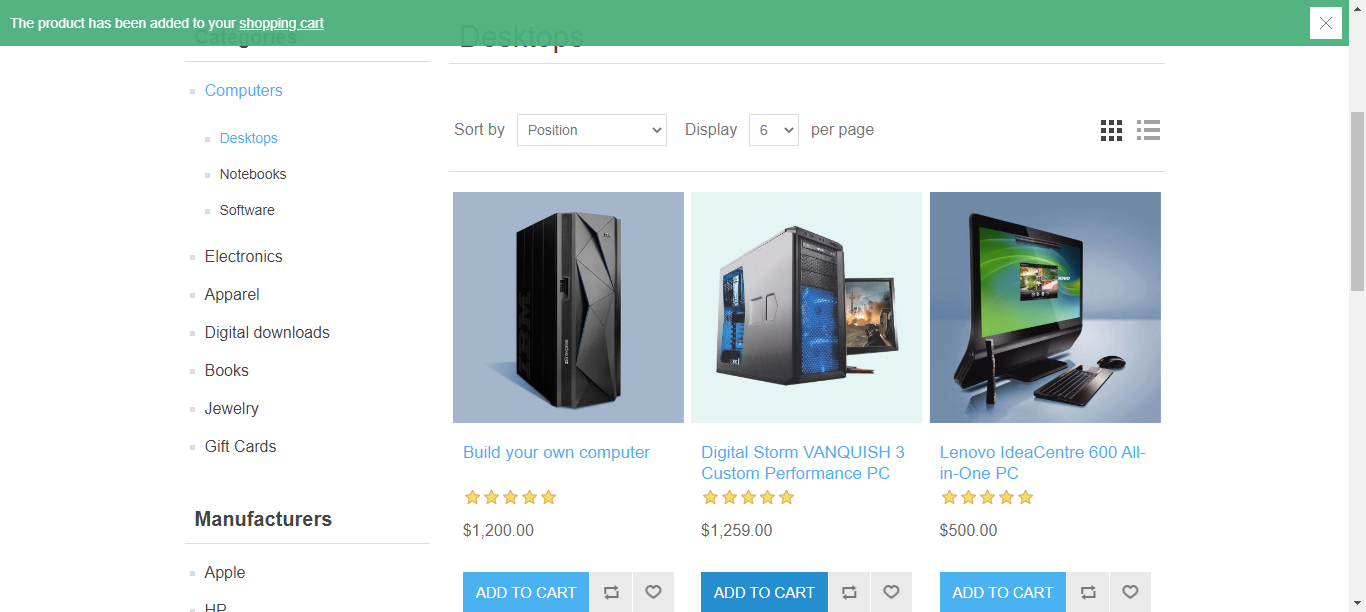 The product has been added to your shopping cart
Categories
Desktops
Computers
Desktops
Notebooks
Software
Electronics
Apparel
Digital downloads
Books
Jewelry
Gift Cards
Manufacturers
Apple
HP
Sort by
Position
Display
6
per page
IBM
Build your own computer
$1,200.00
ADD TO CART
Digital Storm VANQUISH 3
Custom Performance PC
$1,259.00
ADD TO CART
Lenovo IdeaCentre 600 All-
in-One PC
$500.00
ADD TO CART